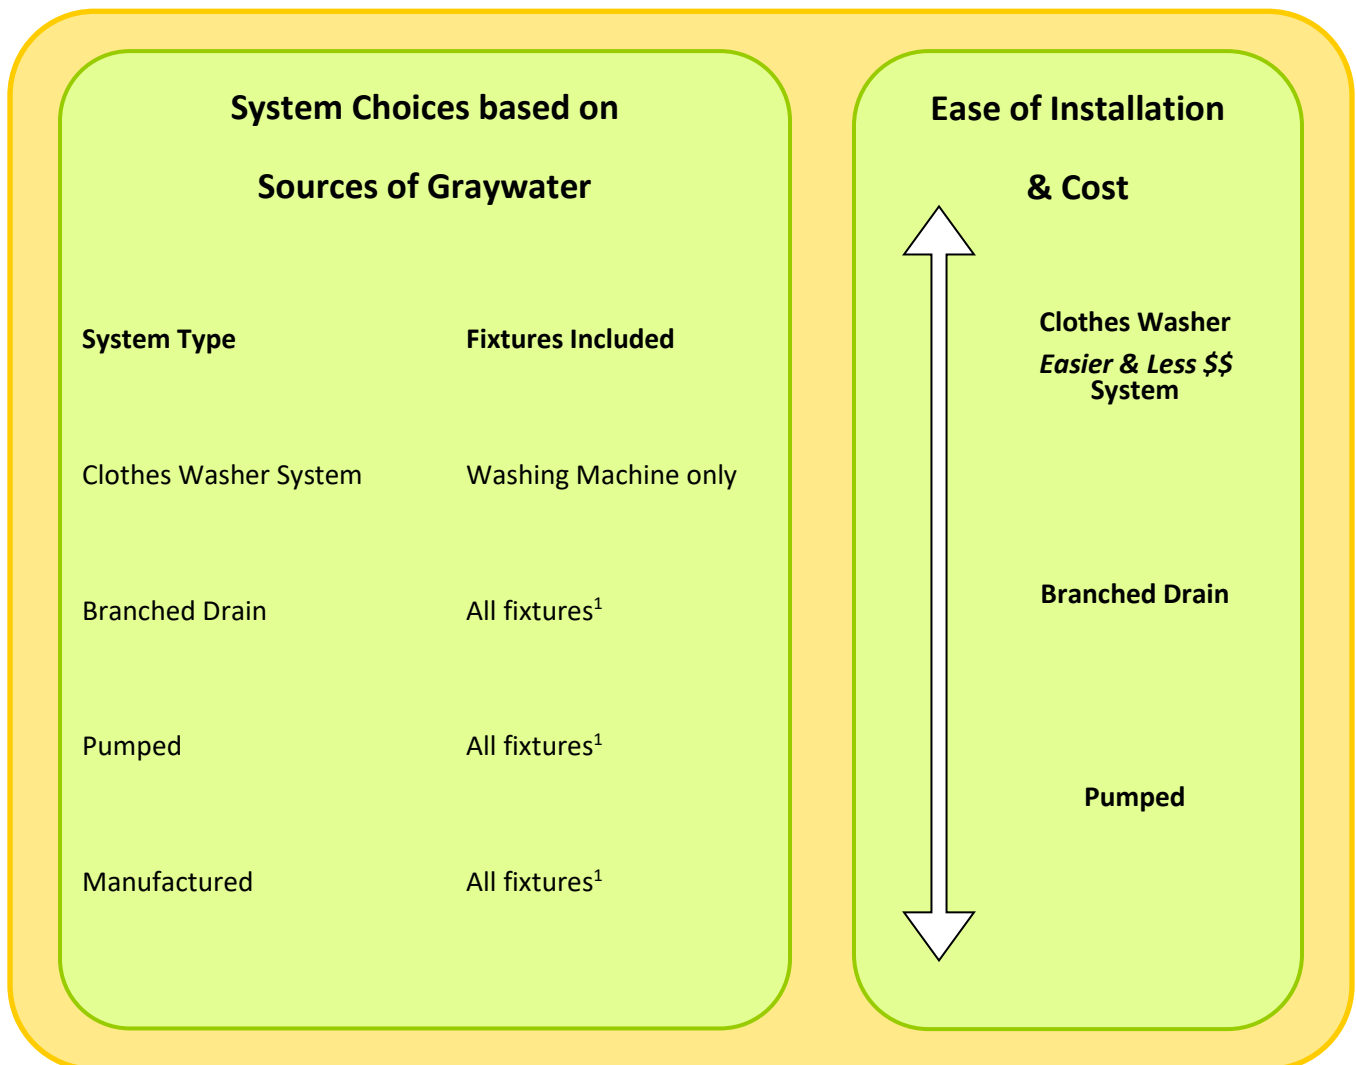 System Choices based on
Sources of Graywater
System Type Fixtures Included
Clothes Washer System Washing Machine only
Branched Drain All fixtures¹
Pumped All fixtures¹
Manufactured All fixtures¹
Ease of Installation
& Cost
Clothes Washer
Easier & Less $$
System
Branched Drain
Pumped